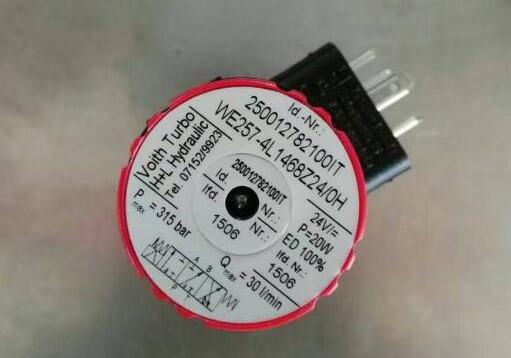 Id.-Nr.:
250012782100IT
WE257-4L1468Z24/0H
Voith Turbo
H+L Hydraulic
Tel 07152/9923
24V/=
P=20W
ED 100%
lfd. Nr.:
1506
250012782100IT
Id. Nr.:
lfd. Nr.:
1506
P max = 315 bar
Q max = 30 l/min
A B
P T